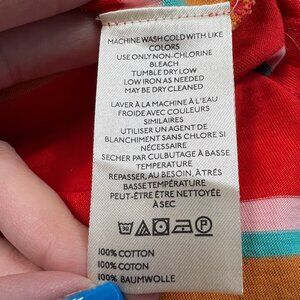 MACHINE WASH COLD WITH LIKE
COLORS
USE ONLY NON-CHLORINE
BLEACH
TUMBLE DRY LOW
LOW IRON AS NEEDED
MAY BE DRY CLEANED
LAVER À LA MACHINE À L'EAU
FROIDE AVEC COULEURS
SIMILAIRES
UTILISER UN AGENT DE
BLANCHIMENT SANS CHLORE SI
NÉCESSAIRE
SECHER PAR CULBUTAGE À BASSE
TEMPERATURE
REPASSER, AU BESOIN, À TRÈS
BASSE TEMPÉRATURE
PEUT-ÊTRE ÊTRE NETTOYÉE
À SEC
30 P
100% COTTON
100% COTON
100% BAUMWOLLE